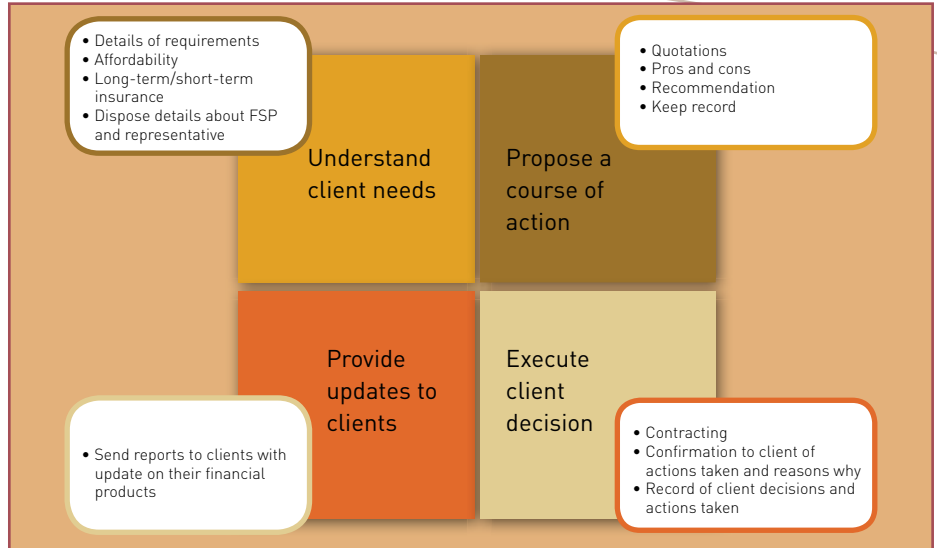 • Details of requirements
• Affordability
• Long-term/short-term
insurance
• Dispose details about FSP
and representative
Understand
client needs
• Quotations
• Pros and cons
• Recommendation
• Keep record
Propose a
course of
action
Provide
updates to
clients
• Send reports to clients with
update on their financial
products
Execute
client
decision
• Contracting
• Confirmation to client of
actions taken and reasons why
• Record of client decisions and
actions taken